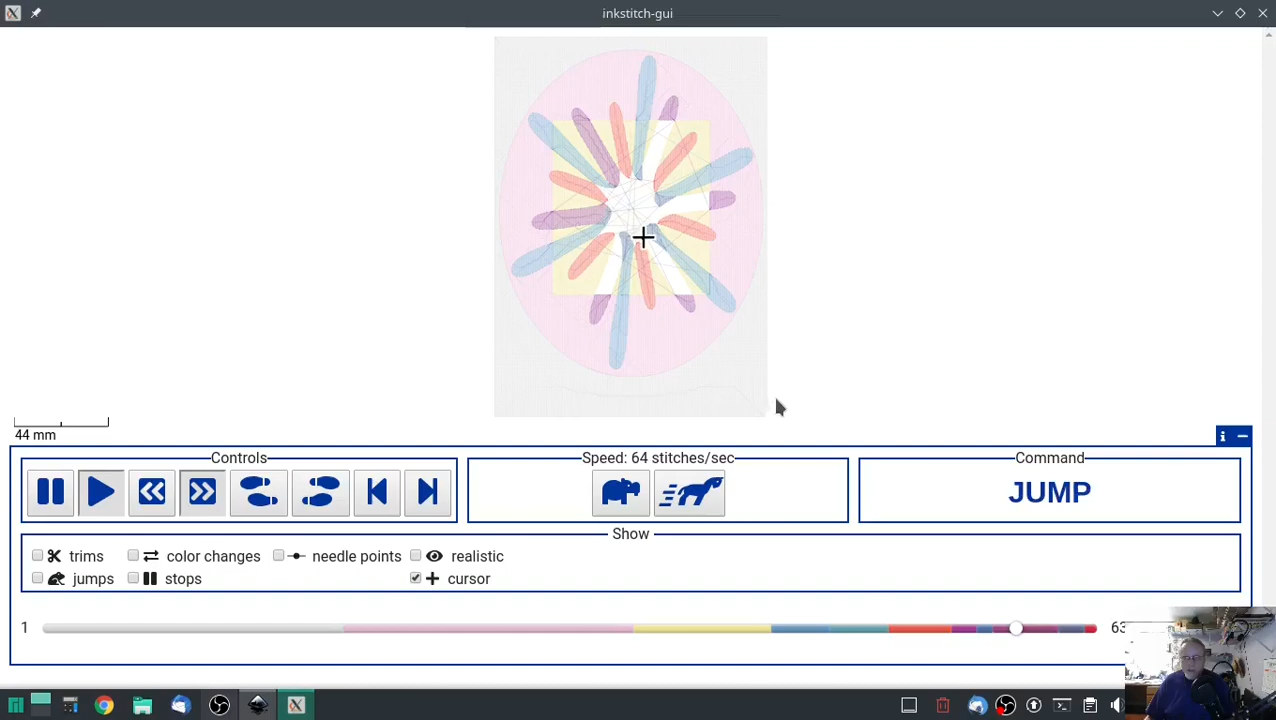 inkstitch-gui
44 mm
Controls
Speed: 64 stitches/sec
Command
JUMP
Show
trims color changes needle points realistic
jumps stops cursor
1